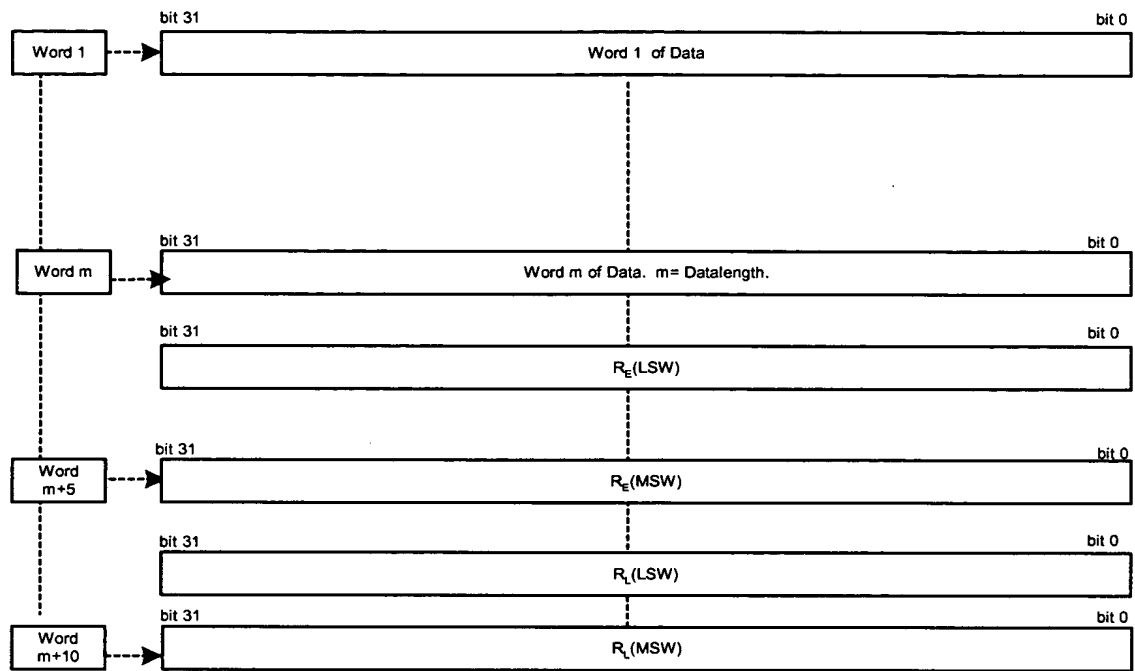 bit 31 bit 0
Word 1 Word 1 of Data
bit 31 bit 0
Word m Word m of Data. m= Datalength.
bit 31 bit 0
R_E(LSW)
bit 31 bit 0
Word
m+5 R_E(MSW)
bit 31 bit 0
R_L(LSW)
bit 31 bit 0
Word
m+10 R_L(MSW)